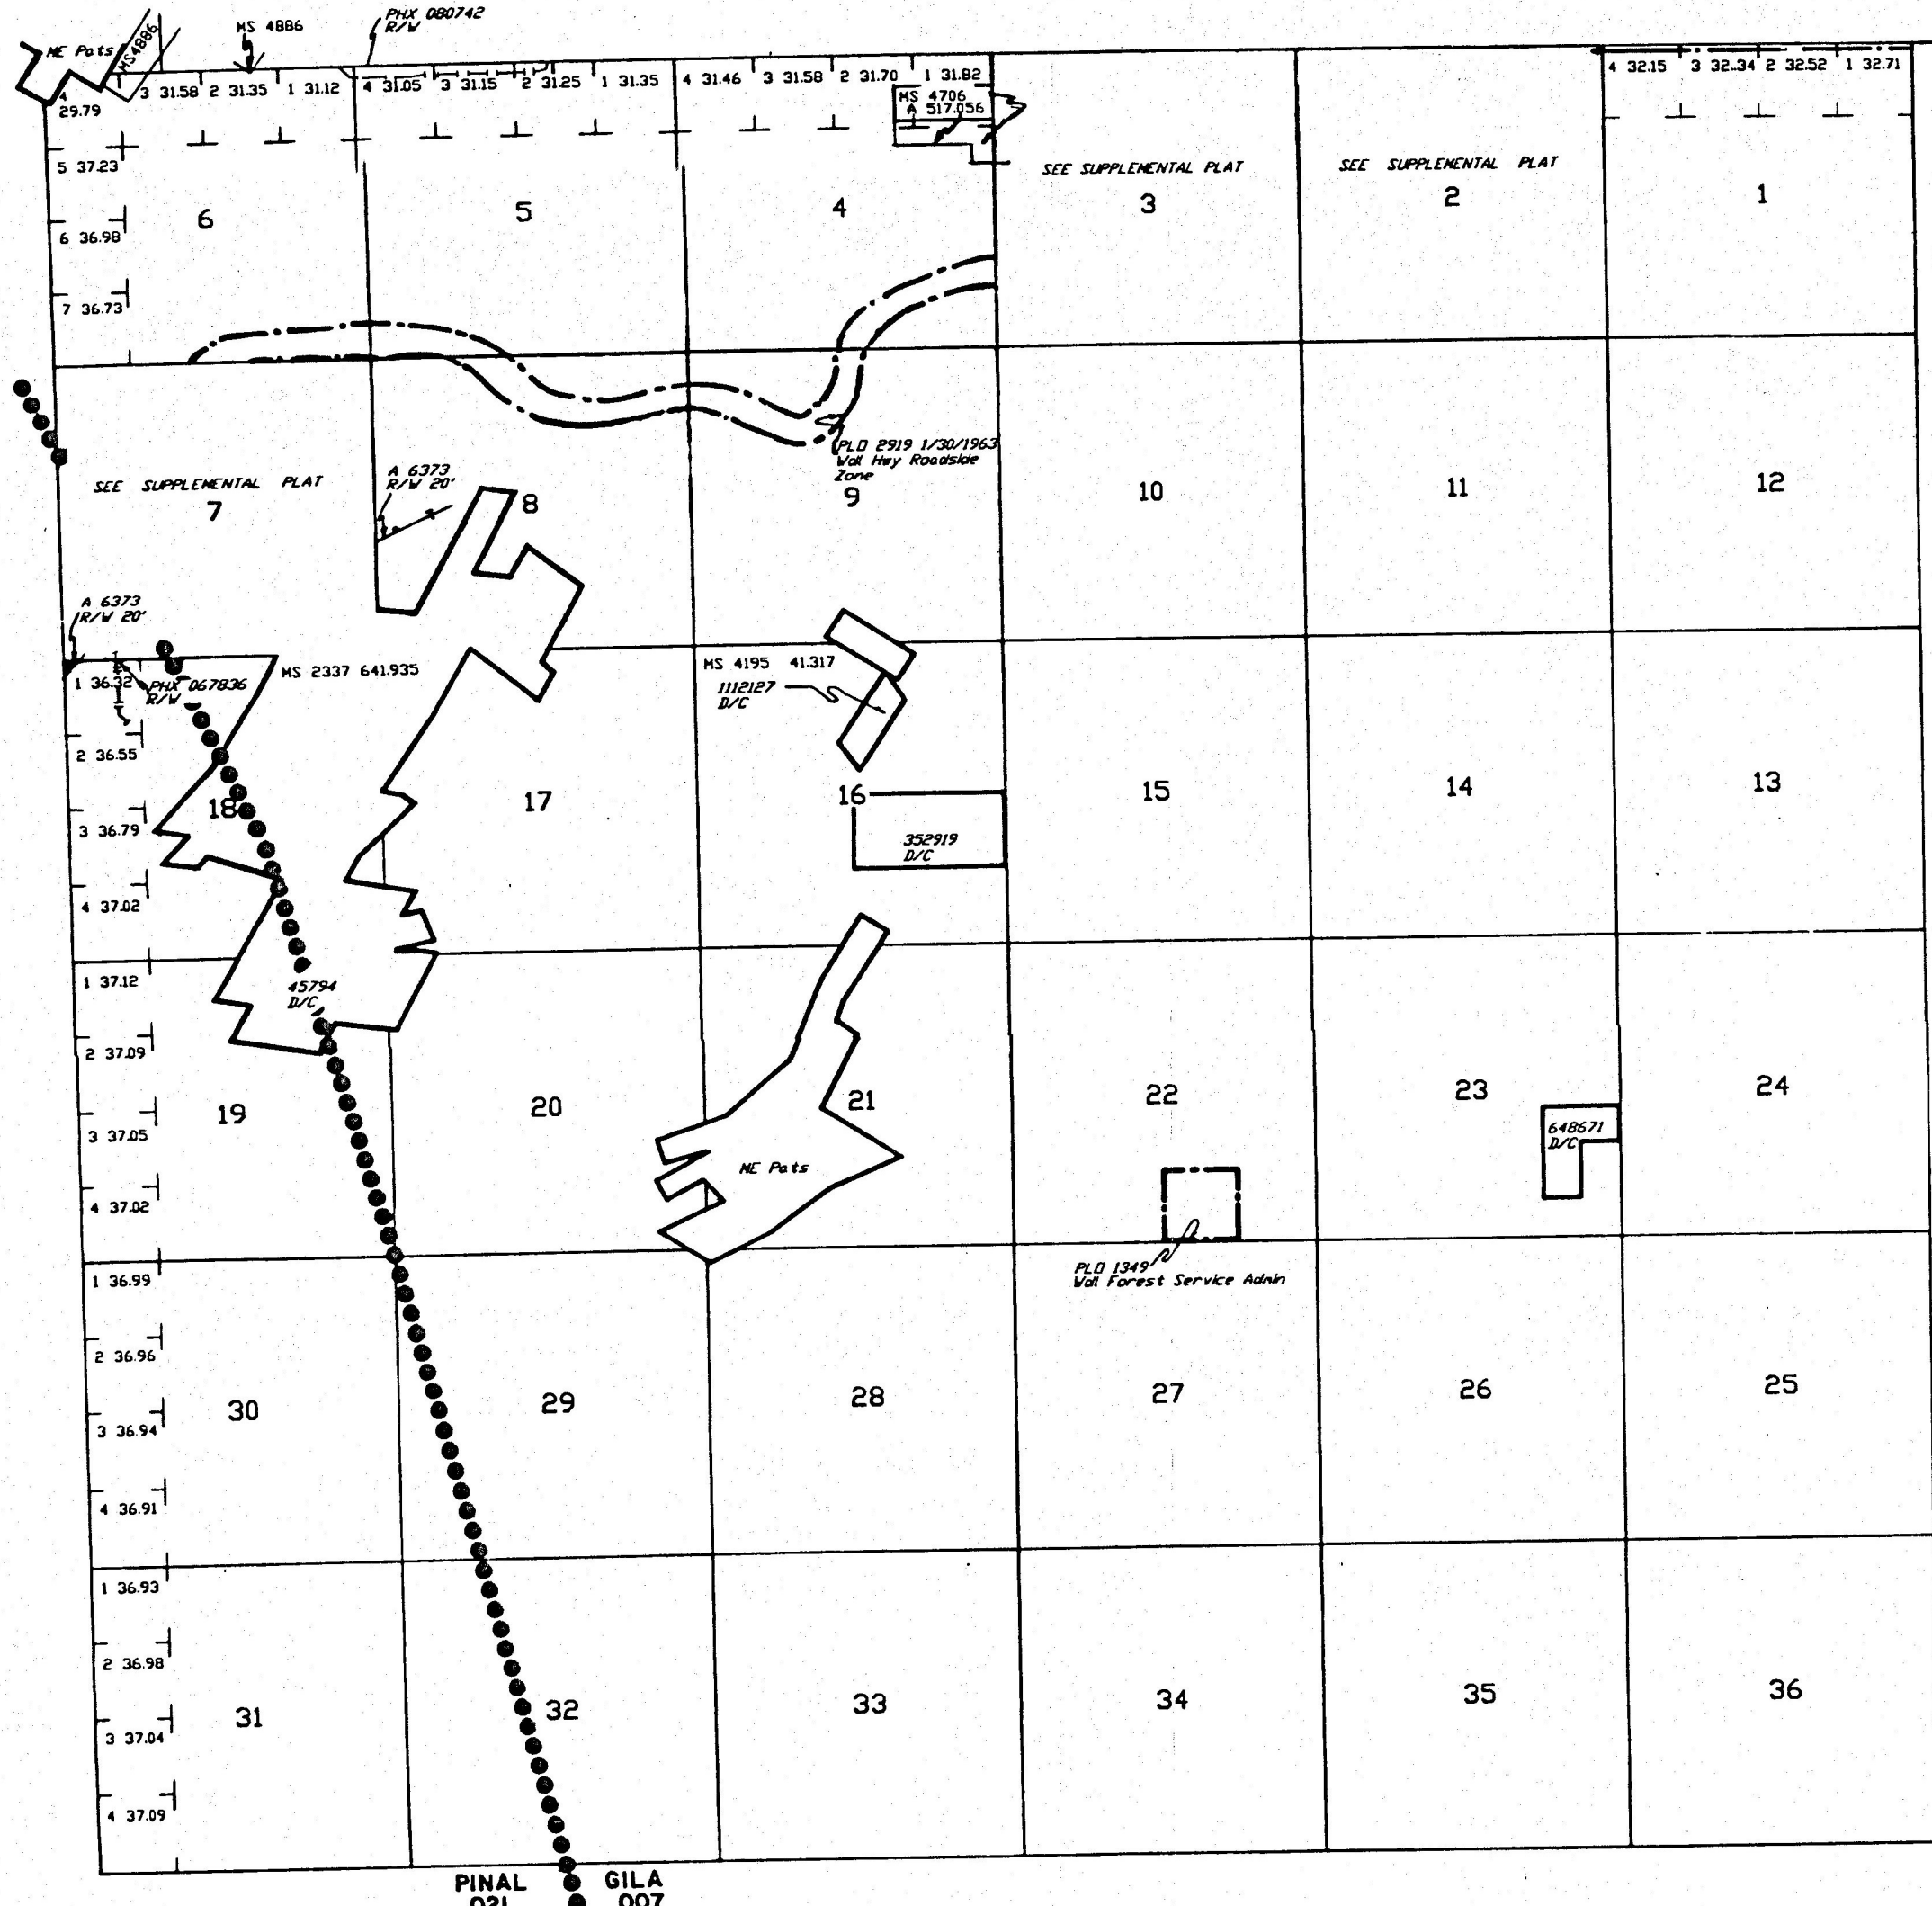 PHX 080742
R/W
MS 4886
ME Pats
MS4886
4 29.79
3 31.58 2 31.35 1 31.12 4 31.05 3 31.15 2 31.25 1 31.35 4 31.46 3 31.58 2 31.70 1 31.82
4 32.15 3 32.34 2 32.52 1 32.71
MS 4706
A 517.056
5 37.23
SEE SUPPLEMENTAL PLAT
SEE SUPPLEMENTAL PLAT
6 5 4 3 2 1
6 36.98
7 36.73
PLO 2919 1/30/1963
Wdl Hwy Roadside
Zone
A 6373
R/W 20'
SEE SUPPLEMENTAL PLAT
7 8 9 10 11 12
A 6373
R/W 20'
1 36.32
PHX 067836
R/W
MS 2337 641.935
MS 4195 41.317
1112127
D/C
2 36.55
18 17 16 15 14 13
3 36.79
352919
D/C
4 37.02
1 37.12
45794
D/C
2 37.09
19 20 21 22 23 24
3 37.05
648671
D/C
ME Pats
4 37.02
PLO 1349
Wdl Forest Service Admin
1 36.99
2 36.96
30 29 28 27 26 25
3 36.94
4 36.91
1 36.93
2 36.98
31 32 33 34 35 36
3 37.04
4 37.09
PINAL GILA
021 007